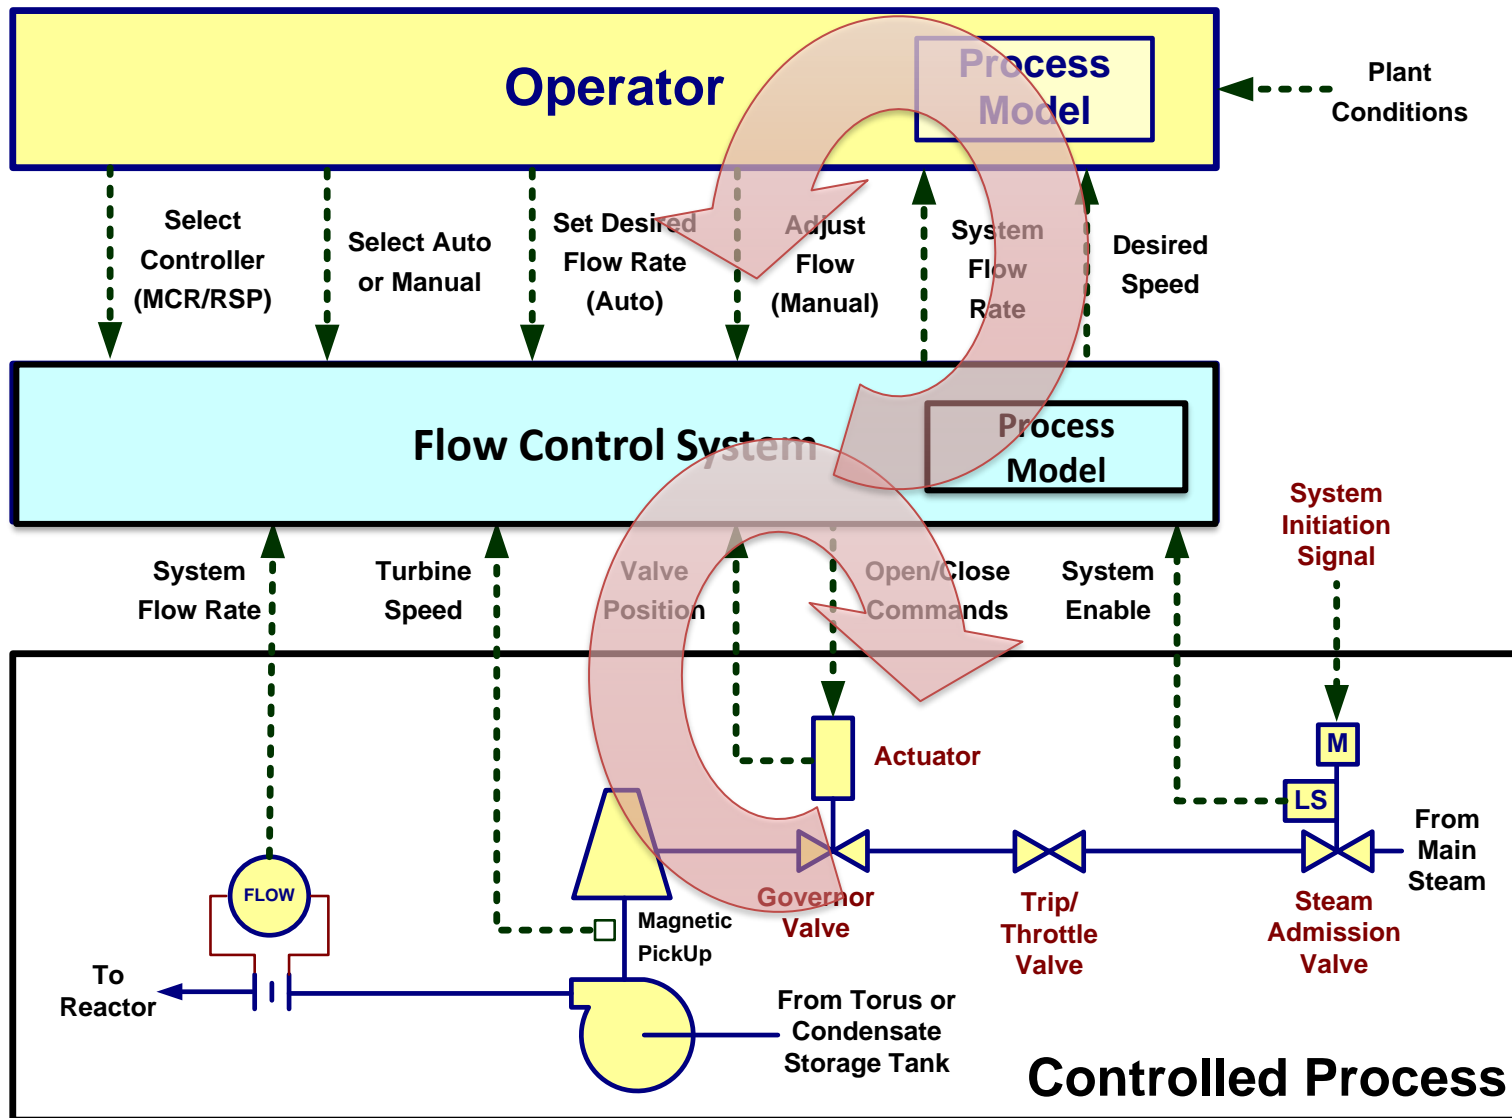 Operator
Process
Model
Plant
Conditions
Select
Controller
(MCR/RSP)
Select Auto
or Manual
Set Desired
Flow Rate
(Auto)
Adjust
Flow
(Manual)
System
Flow
Rate
Desired
Speed
Flow Control System
Process
Model
System
Initiation
Signal
System
Flow Rate
Turbine
Speed
Valve
Position
Open/Close
Commands
System
Enable
Actuator
M
LS
From
Main
Steam
FLOW
Governor
Valve
Trip/
Throttle
Valve
Steam
Admission
Valve
Magnetic
PickUp
To
Reactor
From Torus or
Condensate
Storage Tank
Controlled Process